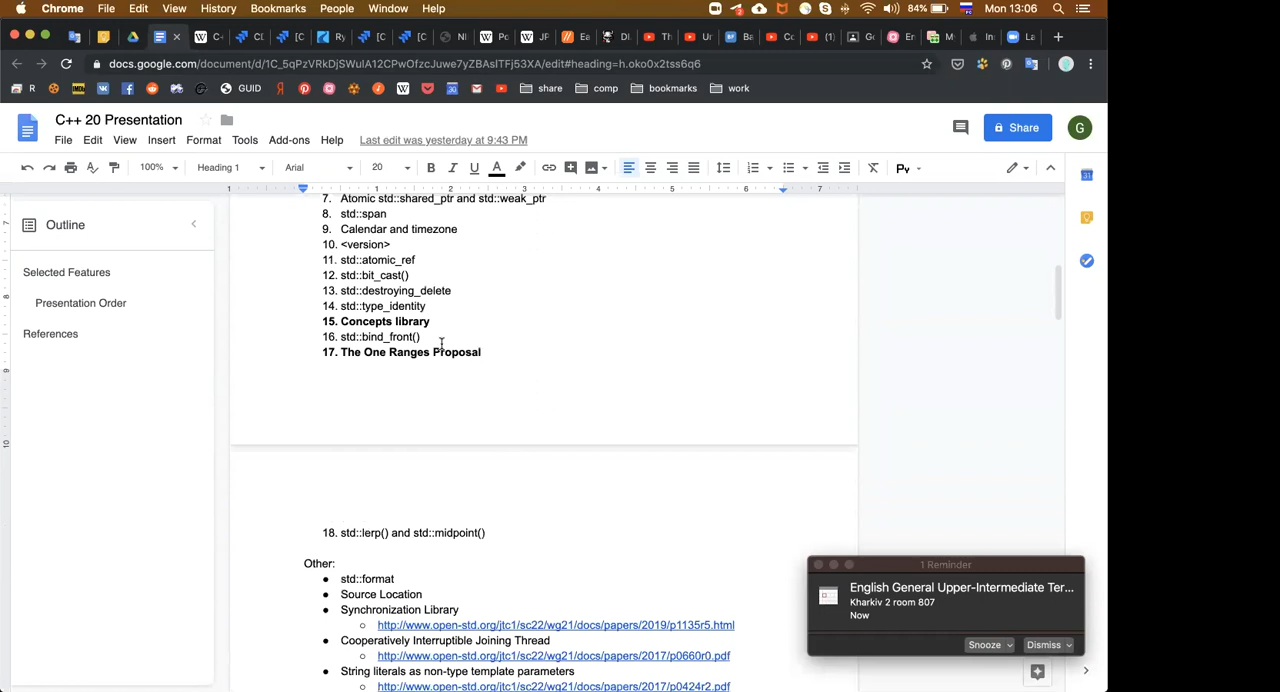 Chrome File Edit View History Bookmarks People Window Help 84% Mon 13:06
docs.google.com/document/d/1C_5qPzVRkDjSWulA12CPwOfzcJuwe7yZBAsITFj53XA/edit#heading=h.oko0x2tss6q6
R GUID share comp bookmarks work
C++ 20 Presentation
File Edit View Insert Format Tools Add-ons Help Last edit was yesterday at 9:43 PM
Share G
100% Heading 1 Arial 20 B I U A
1 1 2 3 4 5 6 7
7. Atomic std::shared_ptr and std::weak_ptr
8. std::span
Outline
9. Calendar and timezone
10. <version>
11. std::atomic_ref
Selected Features
12. std::bit_cast()
13. std::destroying_delete
Presentation Order
14. std::type_identity
15. Concepts library
References
16. std::bind_front()
17. The One Ranges Proposal
18. std::lerp() and std::midpoint()
Other:
● std::format
● Source Location
● Synchronization Library
○ http://www.open-std.org/jtc1/sc22/wg21/docs/papers/2019/p1135r5.html
● Cooperatively Interruptible Joining Thread
○ http://www.open-std.org/jtc1/sc22/wg21/docs/papers/2017/p0660r0.pdf
● String literals as non-type template parameters
○ http://www.open-std.org/jtc1/sc22/wg21/docs/papers/2017/p0424r2.pdf
1 Reminder
English General Upper-Intermediate Ter...
Kharkiv 2 room 807
Now
Snooze Dismiss